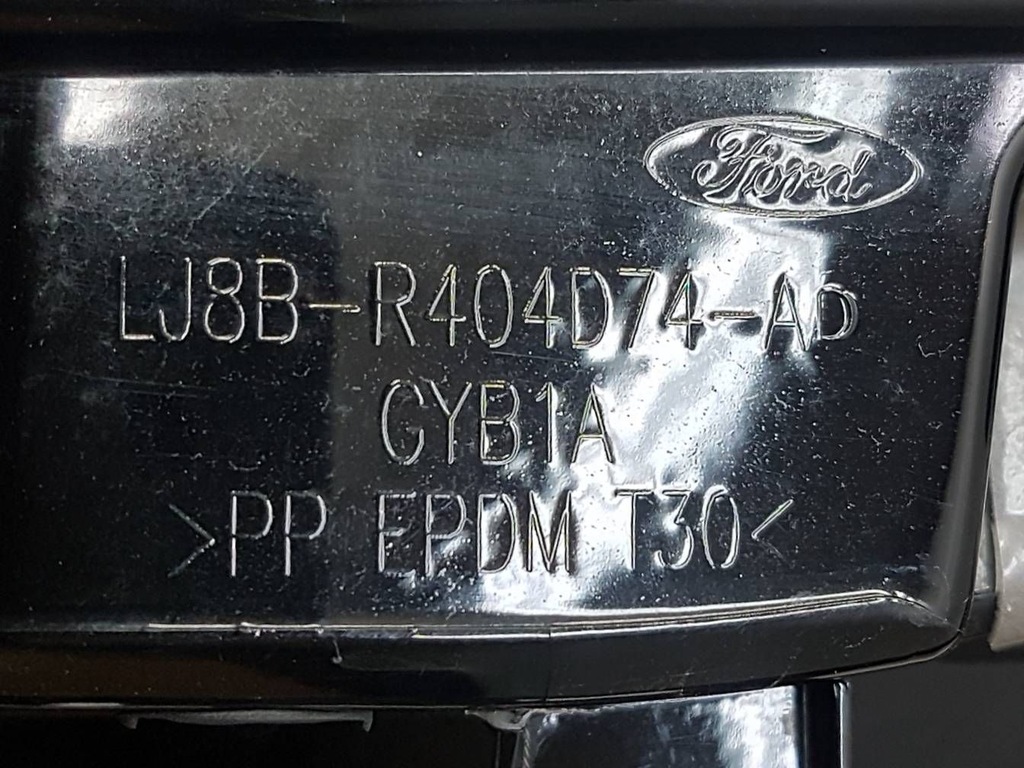 Ford
LJ8B-R404D74-AD
GYB1A
>PP EPDM T30<